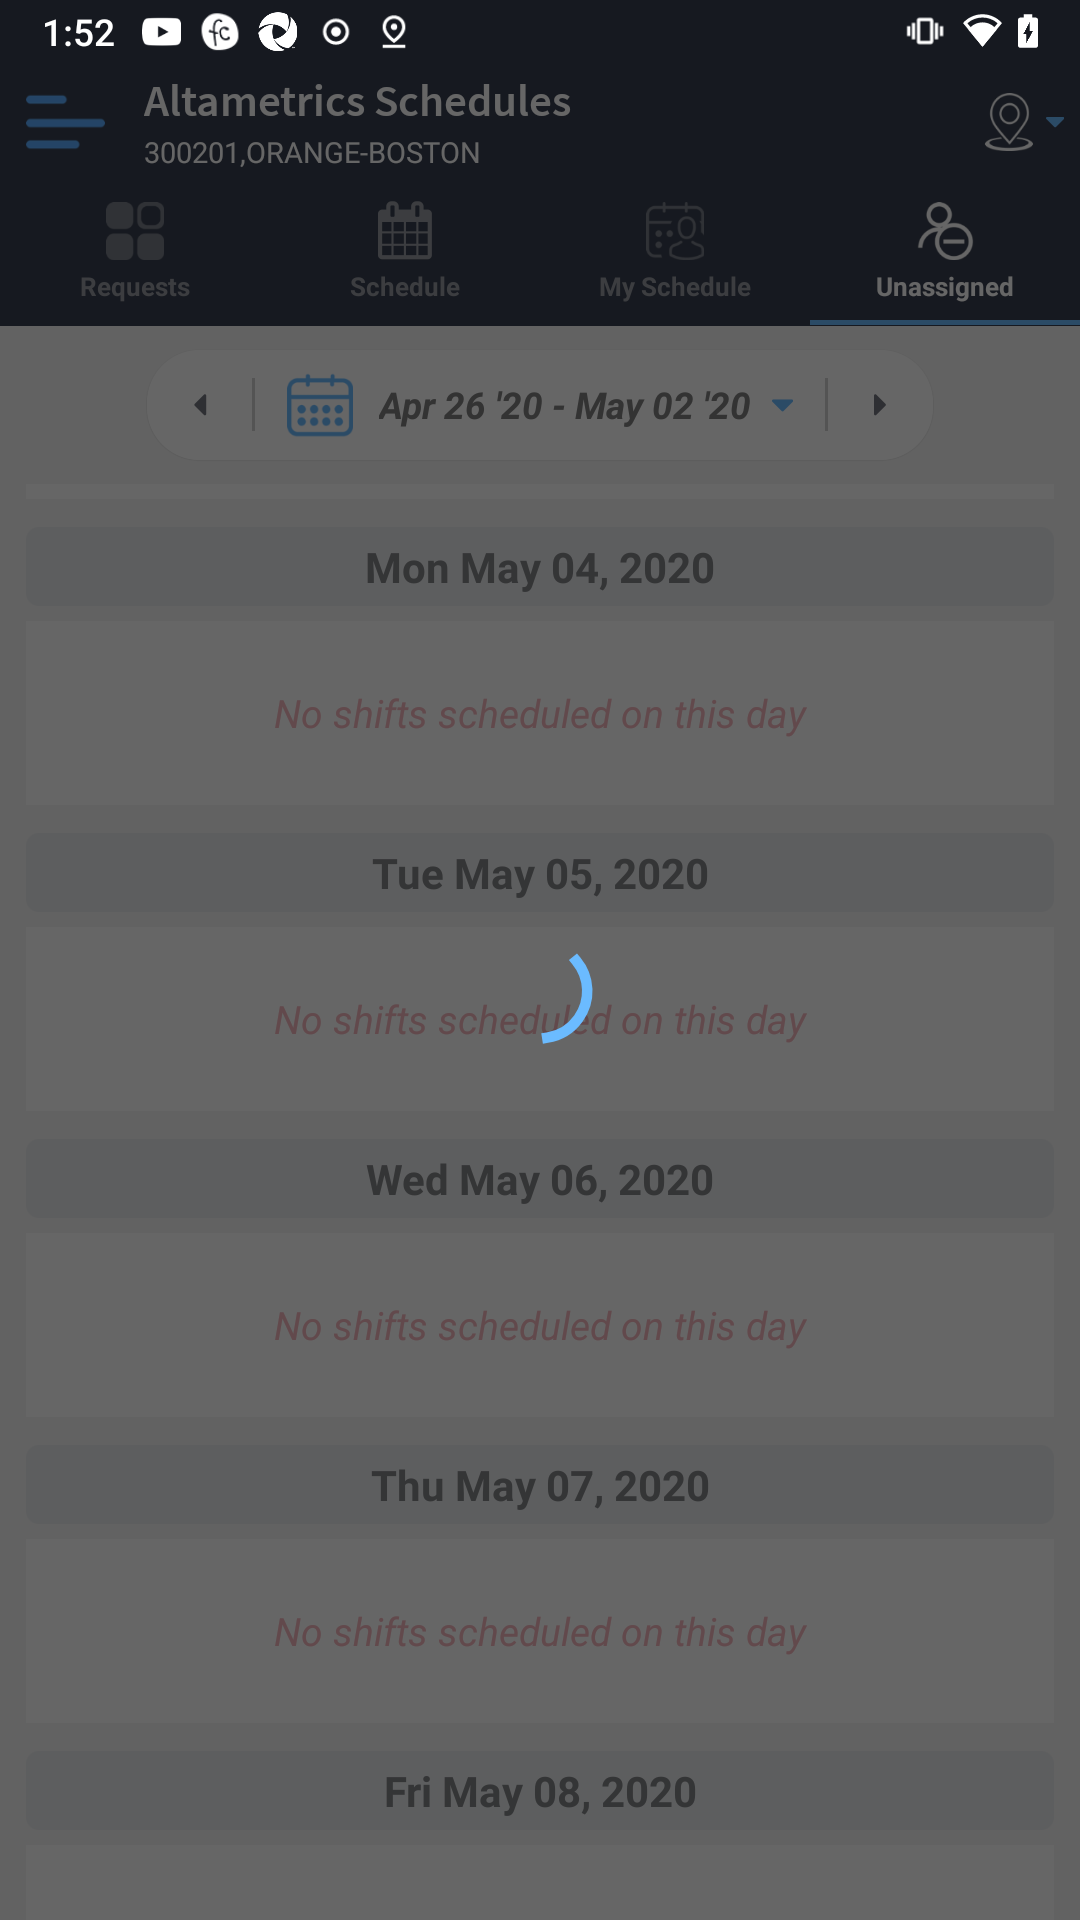 1:52
Altametrics Schedules
300201,ORANGE-BOSTON
Requests
Schedule
My Schedule
Unassigned
Apr 26 '20 - May 02 '20
Mon May 04, 2020
No shifts scheduled on this day
Tue May 05, 2020
No shifts scheduled on this day
Wed May 06, 2020
No shifts scheduled on this day
Thu May 07, 2020
No shifts scheduled on this day
Fri May 08, 2020